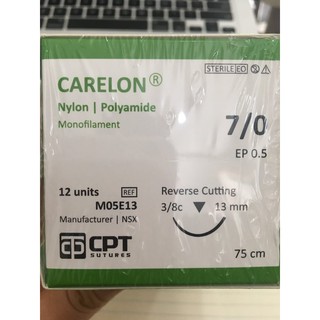 STERILE EO
CARELON®
Nylon | Polyamide
Monofilament
7/0
EP 0.5
12 units REF
M05E13
Manufacturer | NSX
Reverse Cutting
3/8c 13 mm
CPT
SUTURES
75 cm